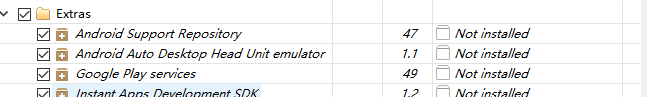 Extras
Android Support Repository 47 Not installed
Android Auto Desktop Head Unit emulator 1.1 Not installed
Google Play services 49 Not installed
Instant Apps Development SDK 1.2 Not installed